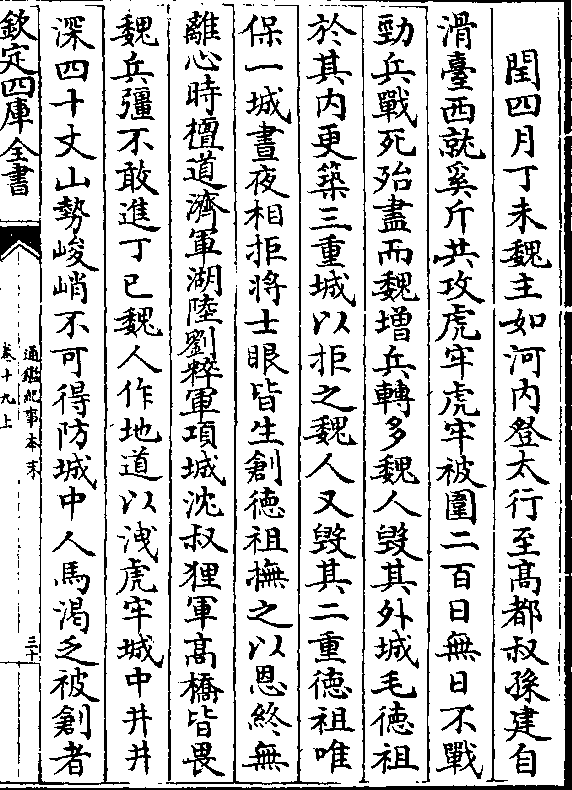 閏四月丁未魏主如河内登太行至髙都叔孫建自
滑臺西就奚斤共攻虎牢虎牢被圍二百日無日不戰
勁兵戰死殆盡而魏增兵轉多魏人毀其外城毛徳祖
於其内更築三重城以拒之魏人又毀其二重徳祖唯
保一城晝夜相拒將士眼皆生創徳祖撫之以恩終無
離心時檀道濟軍湖陸劉粹軍項城沈叔狸軍髙橋皆畏
魏兵彊不敢進丁巳魏人作地道以洩虎牢城中井井
深四十丈山勢峻峭不可得防城中人馬渇乏被創者
欽定四庫全書
通鑑紀事本末
卷十九上
三十